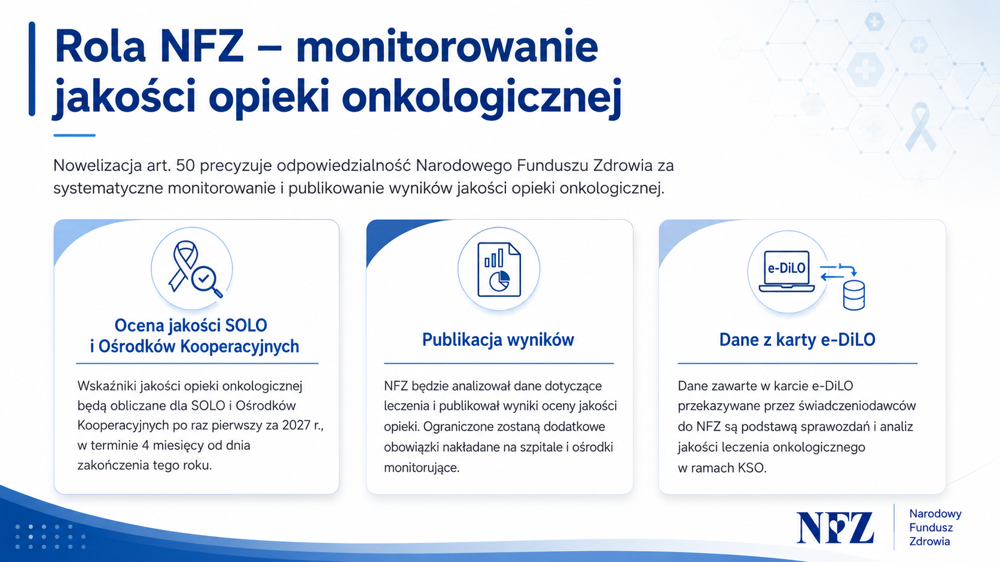 Rola NFZ – monitorowanie
jakości opieki onkologicznej
Nowelizacja art. 50 precyzuje odpowiedzialność Narodowego Funduszu Zdrowia za
systematyczne monitorowanie i publikowanie wyników jakości opieki onkologicznej.
Ocena jakości SOLO
i Ośrodków Kooperacyjnych
Wskaźniki jakości opieki onkologicznej
będą obliczane dla SOLO i Ośrodków
Kooperacyjnych po raz pierwszy za 2027 r.,
w terminie 4 miesięcy od dnia
zakończenia tego roku.
Publikacja wyników
NFZ będzie analizował dane dotyczące
leczenia i publikował wyniki oceny jakości
opieki. Ograniczone zostaną dodatkowe
obowiązki nakładane na szpitale i ośrodki
monitorujące.
e-DiLO
Dane z karty e-DiLO
Dane zawarte w karcie e-DiLO
przekazywane przez świadczeniodawców
do NFZ są podstawą sprawozdań i analiz
jakości leczenia onkologicznego
w ramach KSO.
NFZ
Narodowy
Fundusz
Zdrowia